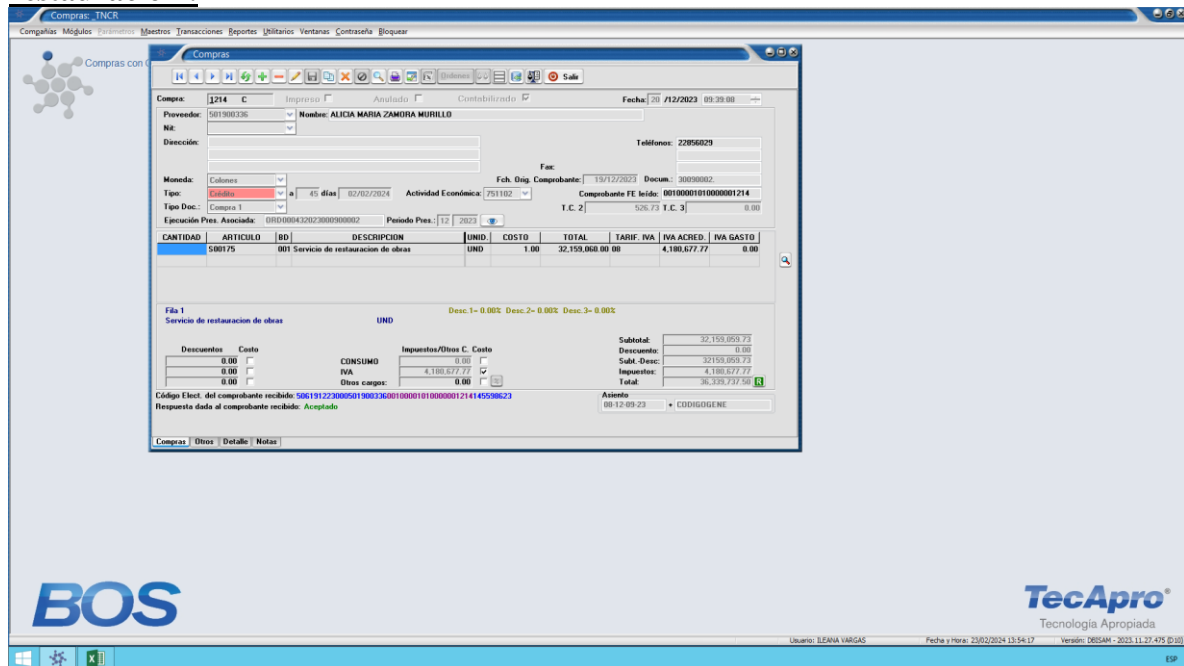 Compras: _TNCR
Compañias Módulos Parámetros Maestros Transacciones Reportes Utilitarios Ventanas Contraseña Bloquear
Compras con
Compras
Ordenes Salir
Compra: 1214 C Impreso Anulado Contabilizado Fecha: 20 /12/2023 09:39:08
Proveedor: 501900336 Nombre: ALICIA MARIA ZAMORA MURILLO
Nit:
Dirección: Teléfonos: 22856029
Fax:
Moneda: Colones Fch. Orig. Comprobante: 19/12/2023 Docum.: 30090002.
Tipo: Crédito a 45 días 02/02/2024 Actividad Económica: 751102 Comprobante FE leído: 00100001010000001214
Tipo Doc.: Compra 1 T.C. 2 526.73 T.C. 3 0.00
Ejecución Pres. Asociada: ORD000432023000900002 Periodo Pres.: 12 2023
CANTIDAD ARTICULO BD DESCRIPCION UNID. COSTO TOTAL TARIF. IVA IVA ACRED. IVA GASTO
S00175 001 Servicio de restauracion de obras UND 1.00 32,159,060.00 08 4,180,677.77 0.00
Fila 1 Desc.1- 0.00% Desc.2- 0.00% Desc.3- 0.00%
Servicio de restauracion de obras UND
Subtotal: 32,159,059.73
Descuentos Costo Impuestos/Otros C. Costo Descuento: 0.00
0.00 CONSUMO 0.00 Subt.-Desc: 32159,059.73
0.00 IVA 4,180,677.77 Impuestos: 4,180,677.77
0.00 Otros cargos: 0.00 Total: 36,339,737.50 R
Código Elect. del comprobante recibido: 50619122300050190033600100001010000001214145598623 Asiento
Respuesta dada al comprobante recibido: Aceptado 00-12-09-23 + CODIGOGENE
Compras Otros Detalle Notas
BOS
TecApro®
Tecnología Apropiada
Usuario: ILEANA VARGAS Fecha y Hora: 23/02/2024 13:54:17 Versión: DBISAM - 2023.11.27.475 (D10)
ESP